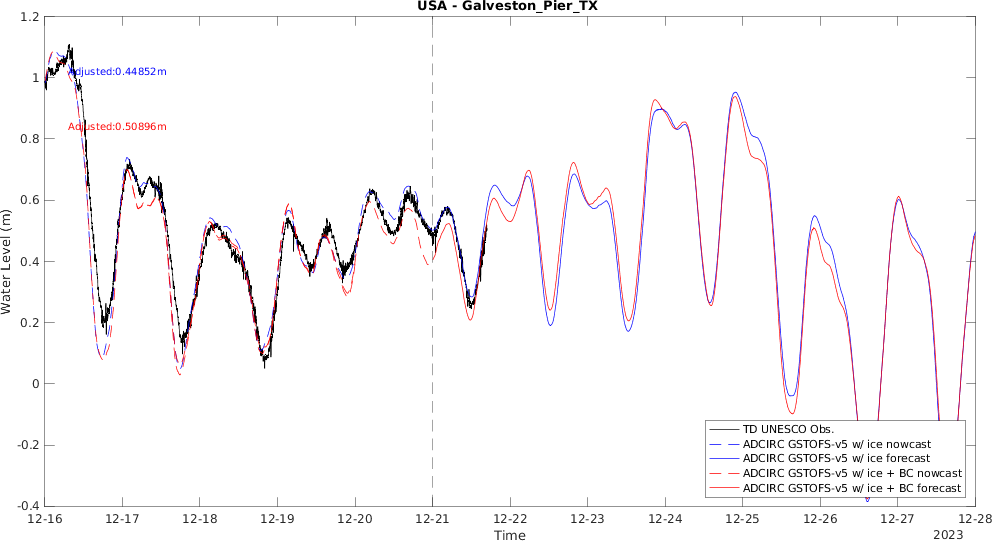 USA - Galveston_Pier_TX
1.2
1
0.8
0.6
0.4
0.2
0
-0.2
-0.4
Water Level (m)
Adjusted:0.44852m
Adjusted:0.50896m
TD UNESCO Obs.
ADCIRC GSTOFS-v5 w/ ice nowcast
ADCIRC GSTOFS-v5 w/ ice forecast
ADCIRC GSTOFS-v5 w/ ice + BC nowcast
ADCIRC GSTOFS-v5 w/ ice + BC forecast
12-16 12-17 12-18 12-19 12-20 12-21 12-22 12-23 12-24 12-25 12-26 12-27 12-28
Time
2023